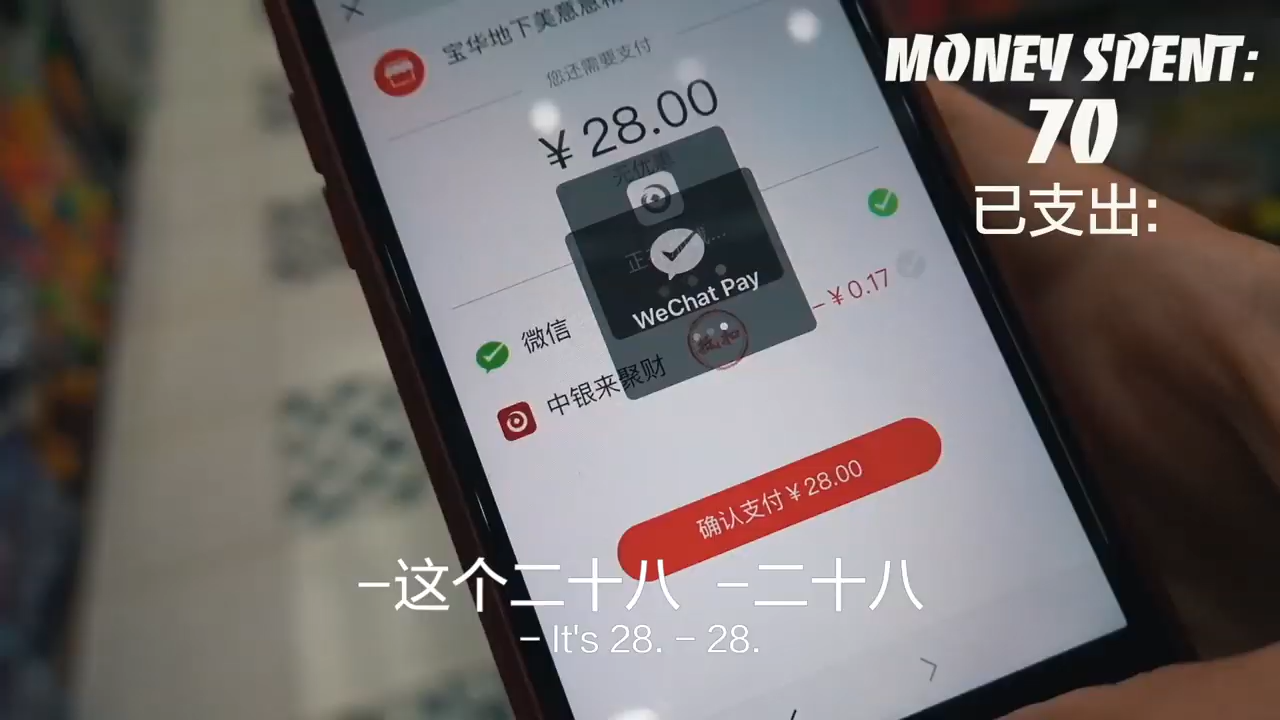 宝华地下美意惠精
MONEY SPENT:
您还需要支付
70
¥28.00
已支出:
WeChat Pay
-¥0.17
微信
中银来聚财
确认支付¥28.00
–这个二十八 –二十八
– It's 28. – 28.